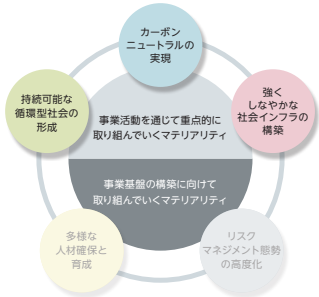 カーボン
ニュートラルの
実現
持続可能な
循環型社会の
形成
強く
しなやかな
社会インフラの
構築
事業活動を通じて重点的に
取り組んでいくマテリアリティ
事業基盤の構築に向けて
取り組んでいくマテリアリティ
多様な
人材確保と
育成
リスク
マネジメント態勢
の高度化